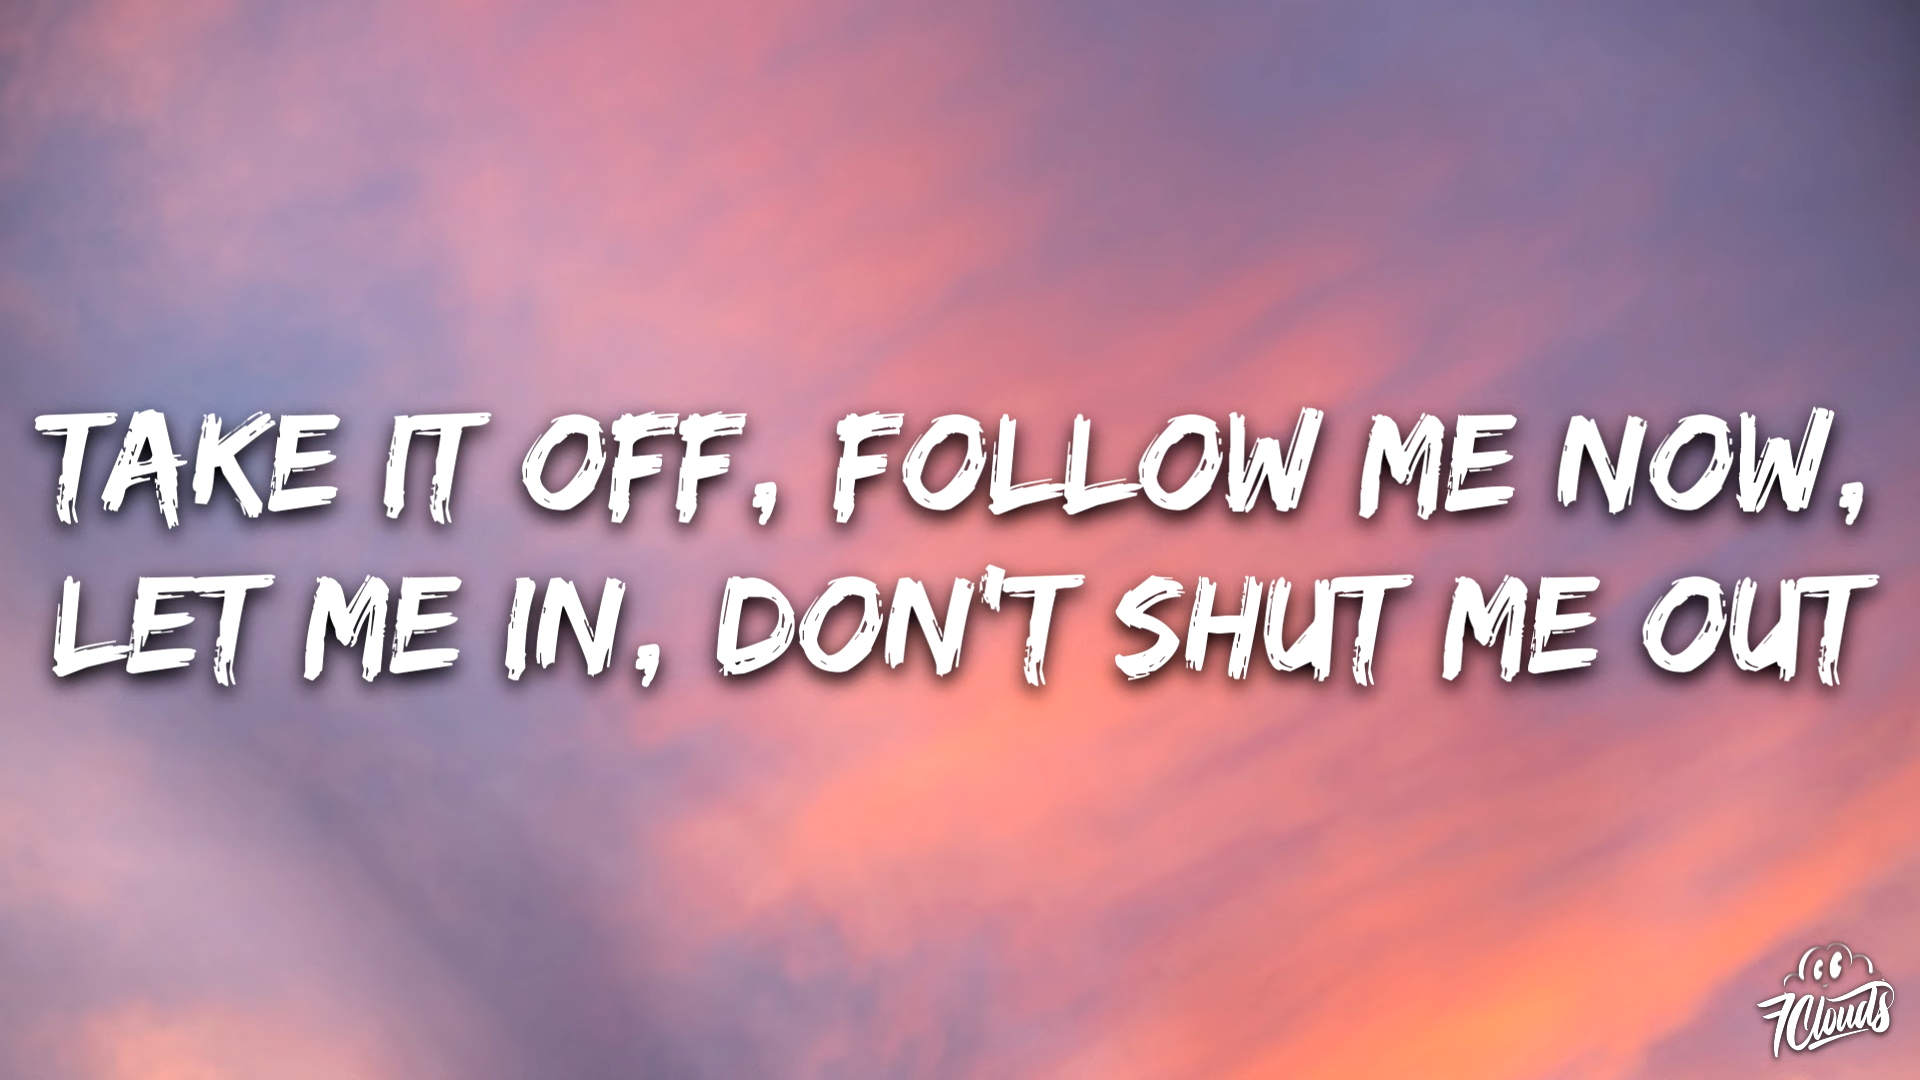 TAKE IT OFF, FOLLOW ME NOW,
LET ME IN, DON'T SHUT ME OUT
7Clouds